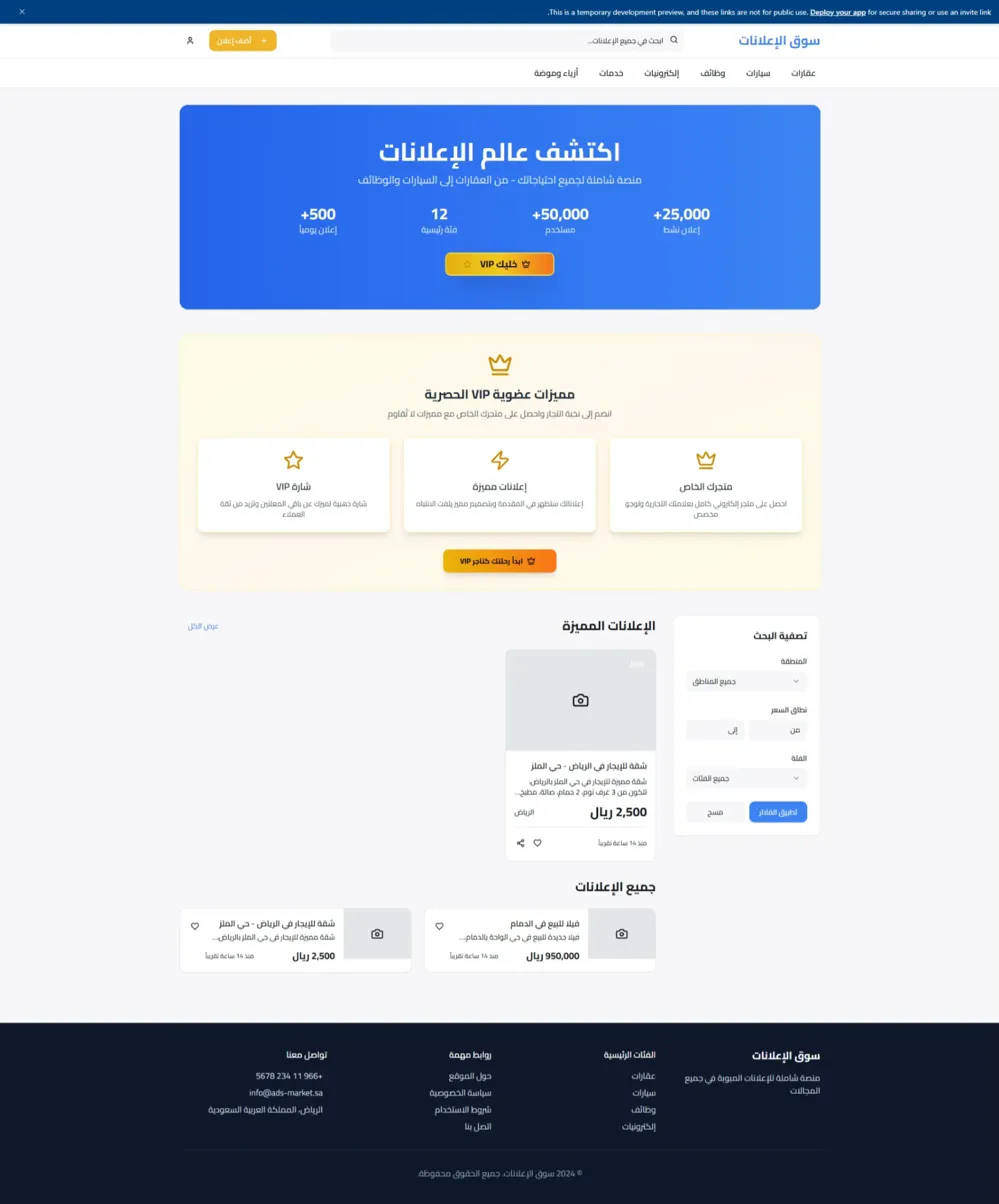 This is a temporary development preview, and these links are not for public use. Deploy your app for secure sharing or use an invite link.
سوق الإعلانات
ابحث في جميع الإعلانات...
+ أضف إعلان
عقارات
سيارات
وظائف
إلكترونيات
خدمات
أزياء وموضة
اكتشف عالم الإعلانات
منصة شاملة لجميع احتياجاتك - من العقارات إلى السيارات والوظائف
25,000+
إعلان نشط
50,000+
مستخدم
12
فئة رئيسية
500+
إعلان يومياً
خليك VIP
مميزات عضوية VIP الحصرية
انضم إلى نخبة التجار واحصل على متجرك الخاص مع مميزات لا تُقاوم
متجرك الخاص
احصل على متجر إلكتروني كامل بعلامتك التجارية ولوجو
مخصص
إعلانات مميزة
إعلاناتك ستظهر في المقدمة وبتصميم مميز يلفت الانتباه
شارة VIP
شارة ذهبية تميزك عن باقي المعلنين وتزيد من ثقة
العملاء
ابدأ رحلتك كتاجر VIP
تصفية البحث
المنطقة
جميع المناطق
نطاق السعر
من
إلى
الفئة
جميع الفئات
تطبيق الفلاتر
مسح
الإعلانات المميزة
عرض الكل
مميز
شقة للإيجار في الرياض - حي الملز
شقة مميزة للإيجار في حي الملز بالرياض،
تتكون من 3 غرف نوم، 2 حمام، صالة، مطبخ...
2,500 ريال
الرياض
منذ 14 ساعة تقريباً
جميع الإعلانات
فيلا للبيع في الدمام
فيلا جديدة للبيع في حي الواحة بالدمام،...
950,000 ريال
منذ 14 ساعة تقريباً
شقة للإيجار في الرياض - حي الملز
شقة مميزة للإيجار في حي الملز بالرياض،...
2,500 ريال
منذ 14 ساعة تقريباً
سوق الإعلانات
منصة شاملة للإعلانات المبوبة في جميع
المجالات
الفئات الرئيسية
عقارات
سيارات
وظائف
إلكترونيات
روابط مهمة
حول الموقع
سياسة الخصوصية
شروط الاستخدام
اتصل بنا
تواصل معنا
+966 11 234 5678
info@ads-market.sa
الرياض، المملكة العربية السعودية
© 2024 سوق الإعلانات. جميع الحقوق محفوظة.